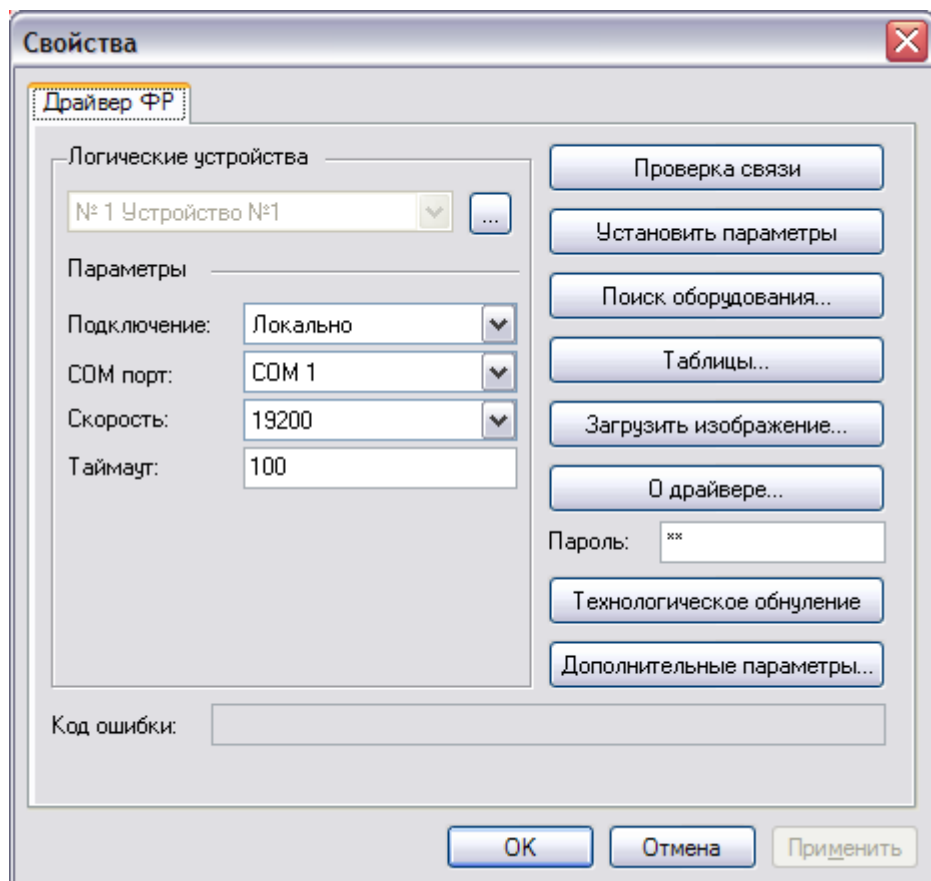 Свойства
Драйвер ФР
Логические устройства
№ 1 Устройство №1
...
Параметры
Подключение: Локально
COM порт: COM 1
Скорость: 19200
Таймаут: 100
Проверка связи
Установить параметры
Поиск оборудования...
Таблицы...
Загрузить изображение...
О драйвере...
Пароль: **
Технологическое обнуление
Дополнительные параметры...
Код ошибки:
OK
Отмена
Применить